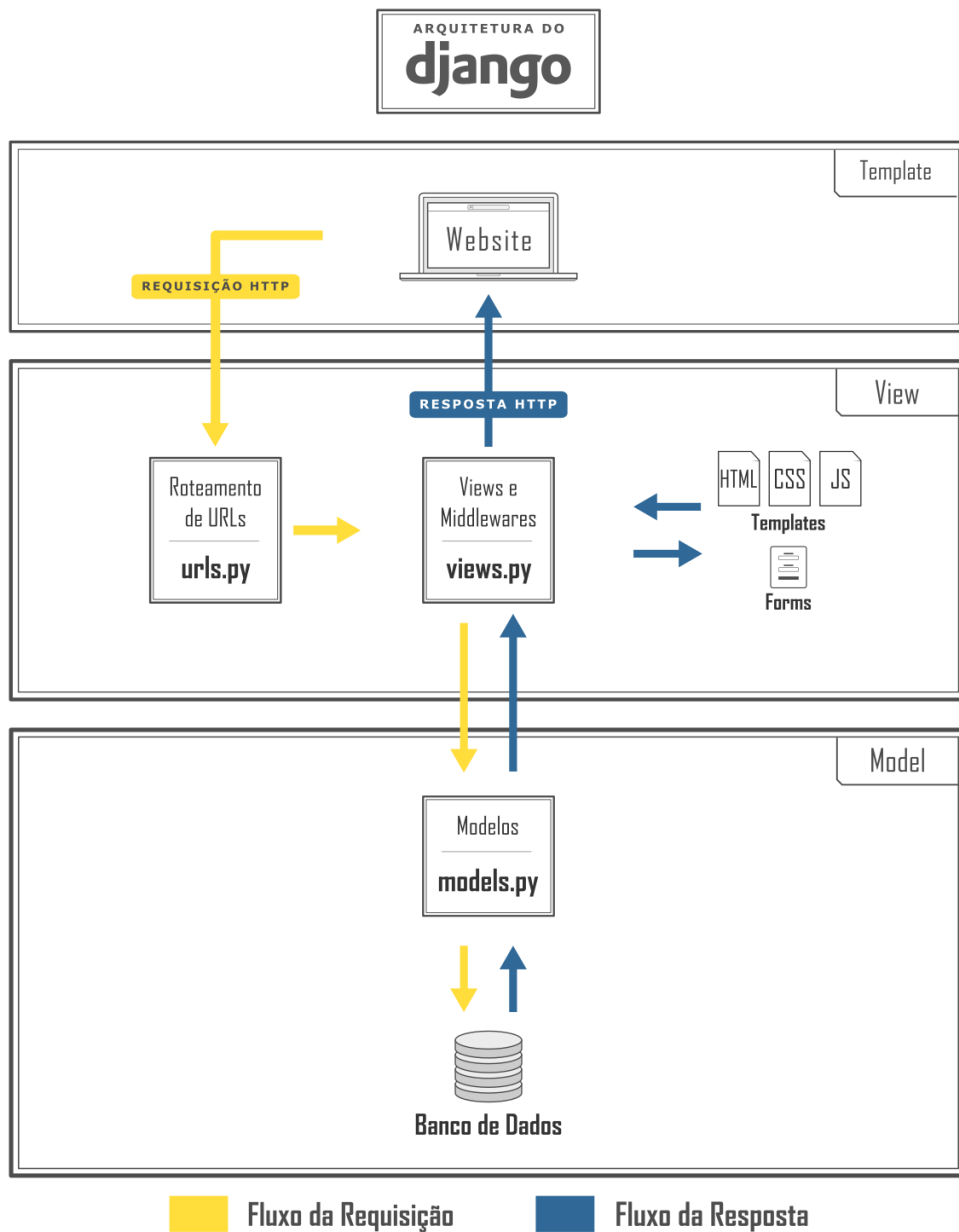 ARQUITETURA DO
django
Template
Website
REQUISIÇÃO HTTP
View
RESPOSTA HTTP
Roteamento
de URLs
urls.py
Views e
Middlewares
views.py
HTML CSS JS
Templates
Forms
Model
Modelos
models.py
Banco de Dados
Fluxo da Requisição
Fluxo da Resposta